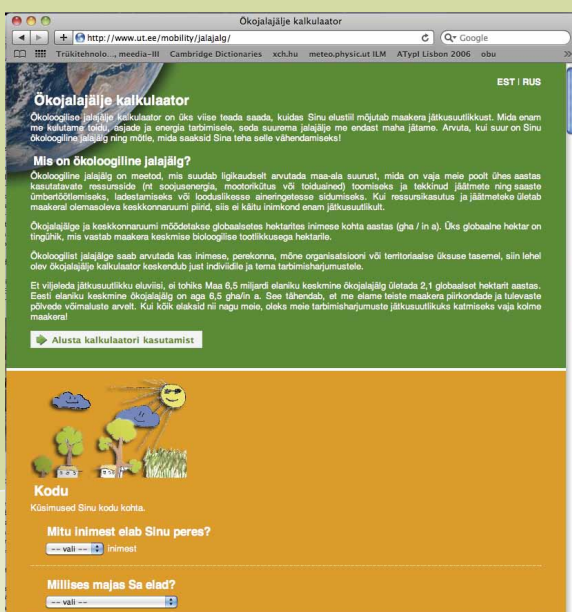 Ökojalajälje kalkulaator
http://www.ut.ee/mobility/jalajalg/
Google
Trükitehnolo..., meedia-III Cambridge Dictionaries xch.hu meteo.physic.ut ILM ATypI Lisbon 2006 obu
EST | RUS
Ökojalajälje kalkulaator
Ökoloogilise jalajälje kalkulaator on üks viise teada saada, kuidas Sinu elustiil mõjutab maakera jätkusuutlikkust. Mida enam
me kulutame toidu, asjade ja energia tarbimisele, seda suurema jalajälje me endast maha jätame. Arvuta, kui suur on Sinu
ökoloogiline jalajälg ning mõtle, mida saaksid Sina teha selle vähendamiseks!
Mis on ökoloogiline jalajälg?
Ökoloogiline jalajälg on meetod, mis suudab ligikaudselt arvutada maa-ala suurust, mida on vaja meie poolt ühes aastas
kasutatavate ressursside (nt soojusenergia, mootorikütus või toiduained) toomiseks ja tekkinud jäätmete ning saaste
ümbertöötlemiseks, ladestamiseks või looduslikesse aineringetesse sidumiseks. Kui ressursikasutus ja jäätmeteke ületab
maakeral olemasoleva keskkonnaruumi piirid, siis ei käitu inimkond enam jätkusuutlikult.
Ökojalajälge ja keskkonnaruumi mõõdetakse globaalsetes hektarites inimese kohta aastas (gha / in a). Üks globaalne hektar on
tingühik, mis vastab maakera keskmise bioloogilise tootlikkusega hektarile.
Ökoloogilist jalajälge saab arvutada kas inimese, perekonna, mõne organisatsiooni või territoriaalse üksuse tasemel, siin lehel
olev ökojalajälje kalkulaator keskendub just indiviidile ja tema tarbimisharjumustele.
Et viljeleda jätkusuutlikku eluviisi, ei tohiks Maa 6,5 miljardi elaniku keskmine ökojalajälg ületada 2,1 globaalset hektarit aastas.
Eesti elaniku keskmine ökojalajälg on aga 6,5 gha/in a. See tähendab, et me elame teiste maakera piirkondade ja tulevaste
põlvede võimaluste arvelt. Kui kõik elaksid nii nagu meie, oleks meie tarbimisharjumuste jätkusuutlikuks katmiseks vaja kolme
maakera!
Alusta kalkulaatori kasutamist
Kodu
Küsimused Sinu kodu kohta.
Mitu inimest elab Sinu peres?
-- vali -- inimest
Millises majas Sa elad?
-- vali --